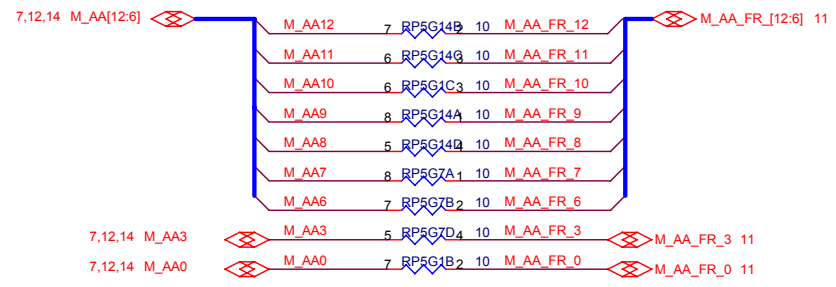 7,12,14 M_AA[12:6] M_AA_FR_[12:6] 11
M_AA12 7 RP5G14B 2 10 M_AA_FR_12
M_AA11 6 RP5G14C 3 10 M_AA_FR_11
M_AA10 6 RP5G1C 3 10 M_AA_FR_10
M_AA9 8 RP5G14A 1 10 M_AA_FR_9
M_AA8 5 RP5G14D 4 10 M_AA_FR_8
M_AA7 8 RP5G7A 1 10 M_AA_FR_7
M_AA6 7 RP5G7B 2 10 M_AA_FR_6
7,12,14 M_AA3 M_AA3 5 RP5G7D 4 10 M_AA_FR_3 M_AA_FR_3 11
7,12,14 M_AA0 M_AA0 7 RP5G1B 2 10 M_AA_FR_0 M_AA_FR_0 11